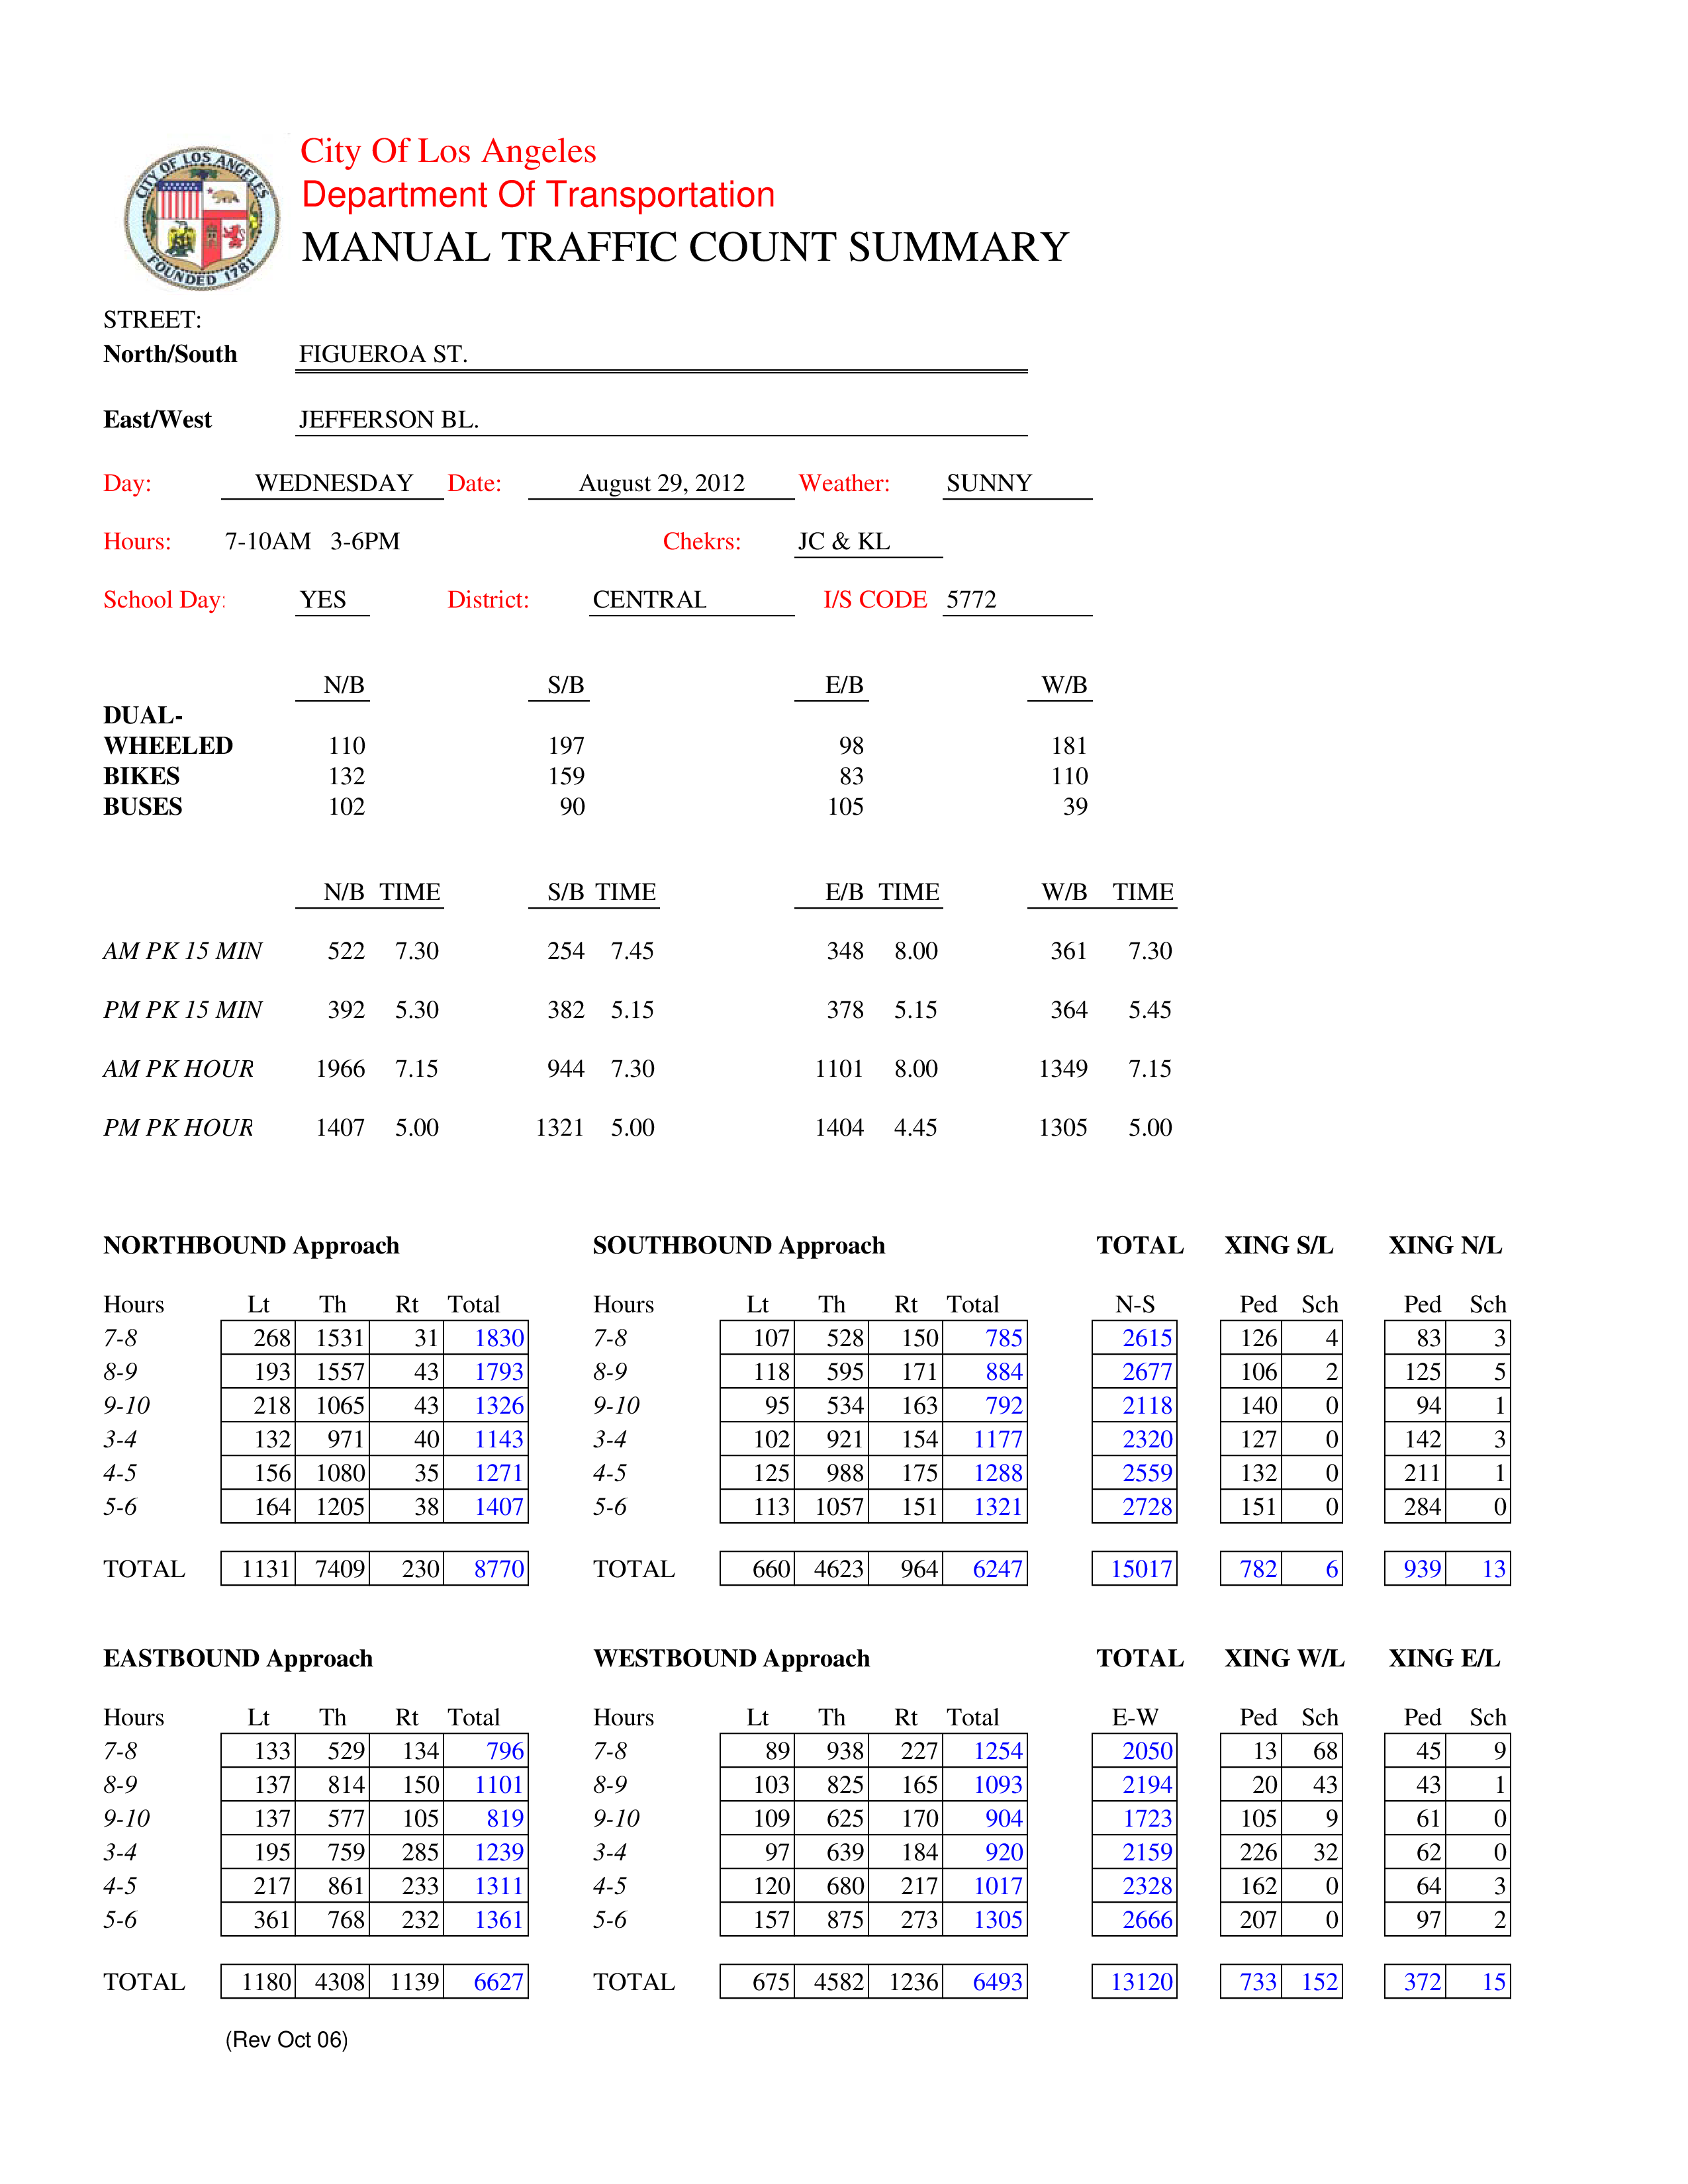 CITY OF LOS ANGELES
FOUNDED 1781
City Of Los Angeles
Department Of Transportation
MANUAL TRAFFIC COUNT SUMMARY
STREET:
North/South FIGUEROA ST.
East/West JEFFERSON BL.
Day: WEDNESDAY Date: August 29, 2012 Weather: SUNNY
Hours: 7-10AM 3-6PM Chekrs: JC & KL
School Day: YES District: CENTRAL I/S CODE 5772
N/B S/B E/B W/B
DUAL-
WHEELED 110 197 98 181
BIKES 132 159 83 110
BUSES 102 90 105 39
N/B TIME S/B TIME E/B TIME W/B TIME
AM PK 15 MIN 522 7.30 254 7.45 348 8.00 361 7.30
PM PK 15 MIN 392 5.30 382 5.15 378 5.15 364 5.45
AM PK HOUR 1966 7.15 944 7.30 1101 8.00 1349 7.15
PM PK HOUR 1407 5.00 1321 5.00 1404 4.45 1305 5.00
NORTHBOUND Approach SOUTHBOUND Approach TOTAL XING S/L XING N/L
Hours Lt Th Rt Total Hours Lt Th Rt Total N-S Ped Sch Ped Sch
7-8 268 1531 31 1830 7-8 107 528 150 785 2615 126 4 83 3
8-9 193 1557 43 1793 8-9 118 595 171 884 2677 106 2 125 5
9-10 218 1065 43 1326 9-10 95 534 163 792 2118 140 0 94 1
3-4 132 971 40 1143 3-4 102 921 154 1177 2320 127 0 142 3
4-5 156 1080 35 1271 4-5 125 988 175 1288 2559 132 0 211 1
5-6 164 1205 38 1407 5-6 113 1057 151 1321 2728 151 0 284 0
TOTAL 1131 7409 230 8770 TOTAL 660 4623 964 6247 15017 782 6 939 13
EASTBOUND Approach WESTBOUND Approach TOTAL XING W/L XING E/L
Hours Lt Th Rt Total Hours Lt Th Rt Total E-W Ped Sch Ped Sch
7-8 133 529 134 796 7-8 89 938 227 1254 2050 13 68 45 9
8-9 137 814 150 1101 8-9 103 825 165 1093 2194 20 43 43 1
9-10 137 577 105 819 9-10 109 625 170 904 1723 105 9 61 0
3-4 195 759 285 1239 3-4 97 639 184 920 2159 226 32 62 0
4-5 217 861 233 1311 4-5 120 680 217 1017 2328 162 0 64 3
5-6 361 768 232 1361 5-6 157 875 273 1305 2666 207 0 97 2
TOTAL 1180 4308 1139 6627 TOTAL 675 4582 1236 6493 13120 733 152 372 15
(Rev Oct 06)